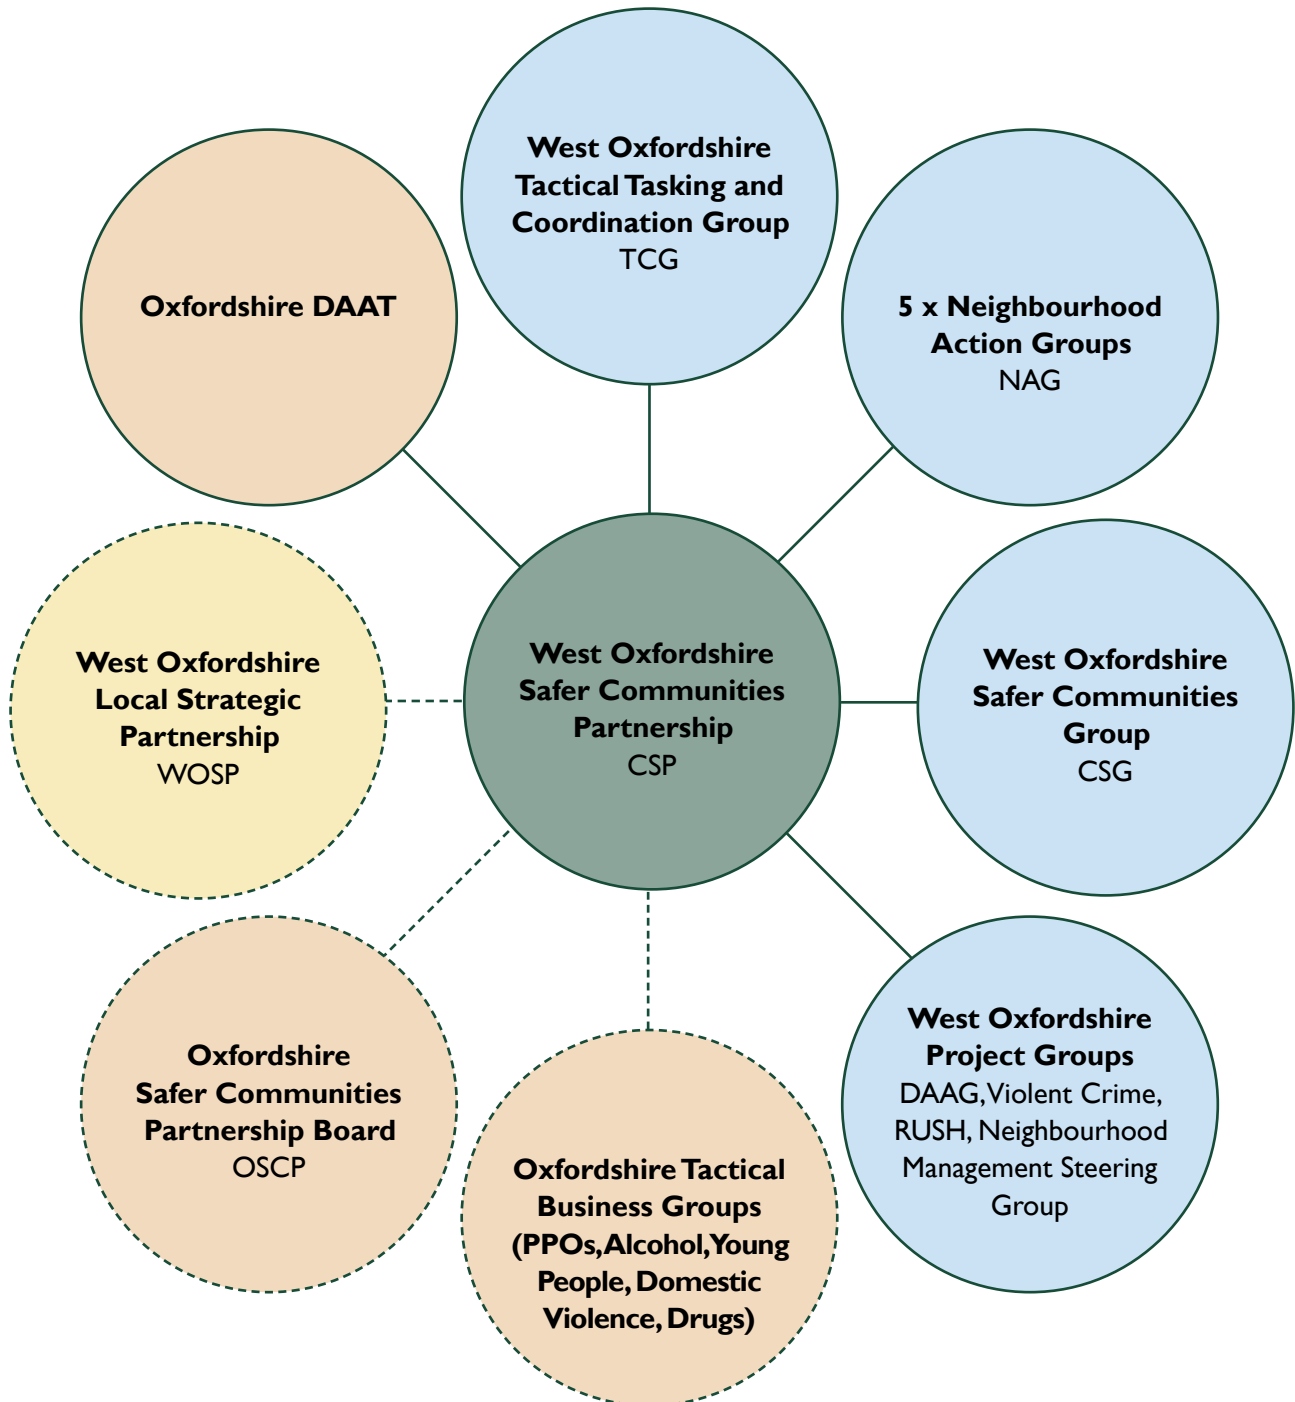 West Oxfordshire
Tactical Tasking and
Coordination Group
TCG
Oxfordshire DAAT
5 x Neighbourhood
Action Groups
NAG
West Oxfordshire
Local Strategic
Partnership
WOSP
West Oxfordshire
Safer Communities
Partnership
CSP
West Oxfordshire
Safer Communities
Group
CSG
Oxfordshire
Safer Communities
Partnership Board
OSCP
Oxfordshire Tactical
Business Groups
(PPOs, Alcohol, Young
People, Domestic
Violence, Drugs)
West Oxfordshire
Project Groups
DAAG, Violent Crime,
RUSH, Neighbourhood
Management Steering
Group